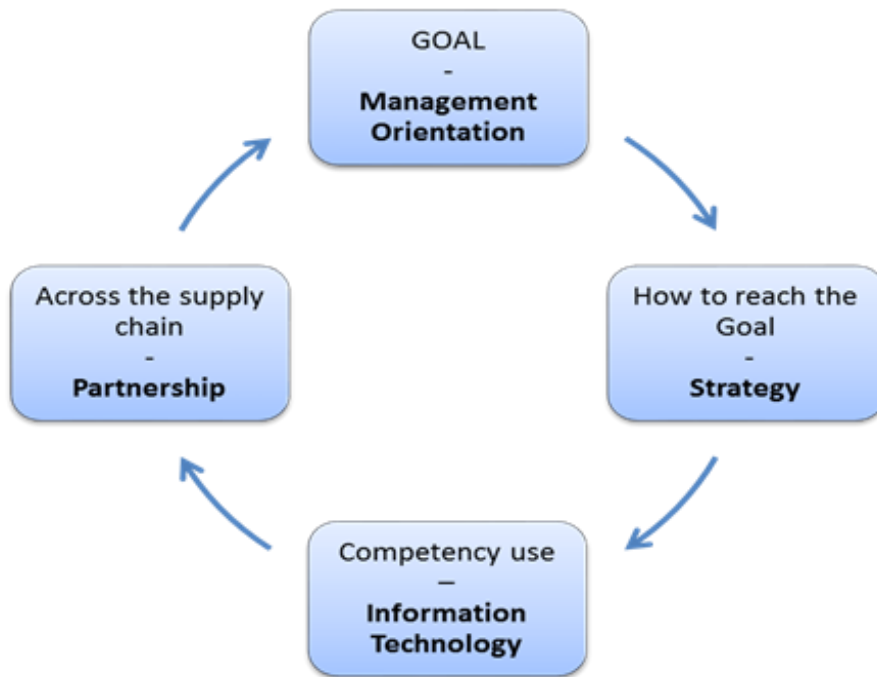 GOAL
-
Management
Orientation
Across the supply
chain
-
Partnership
How to reach the
Goal
-
Strategy
Competency use
–
Information
Technology